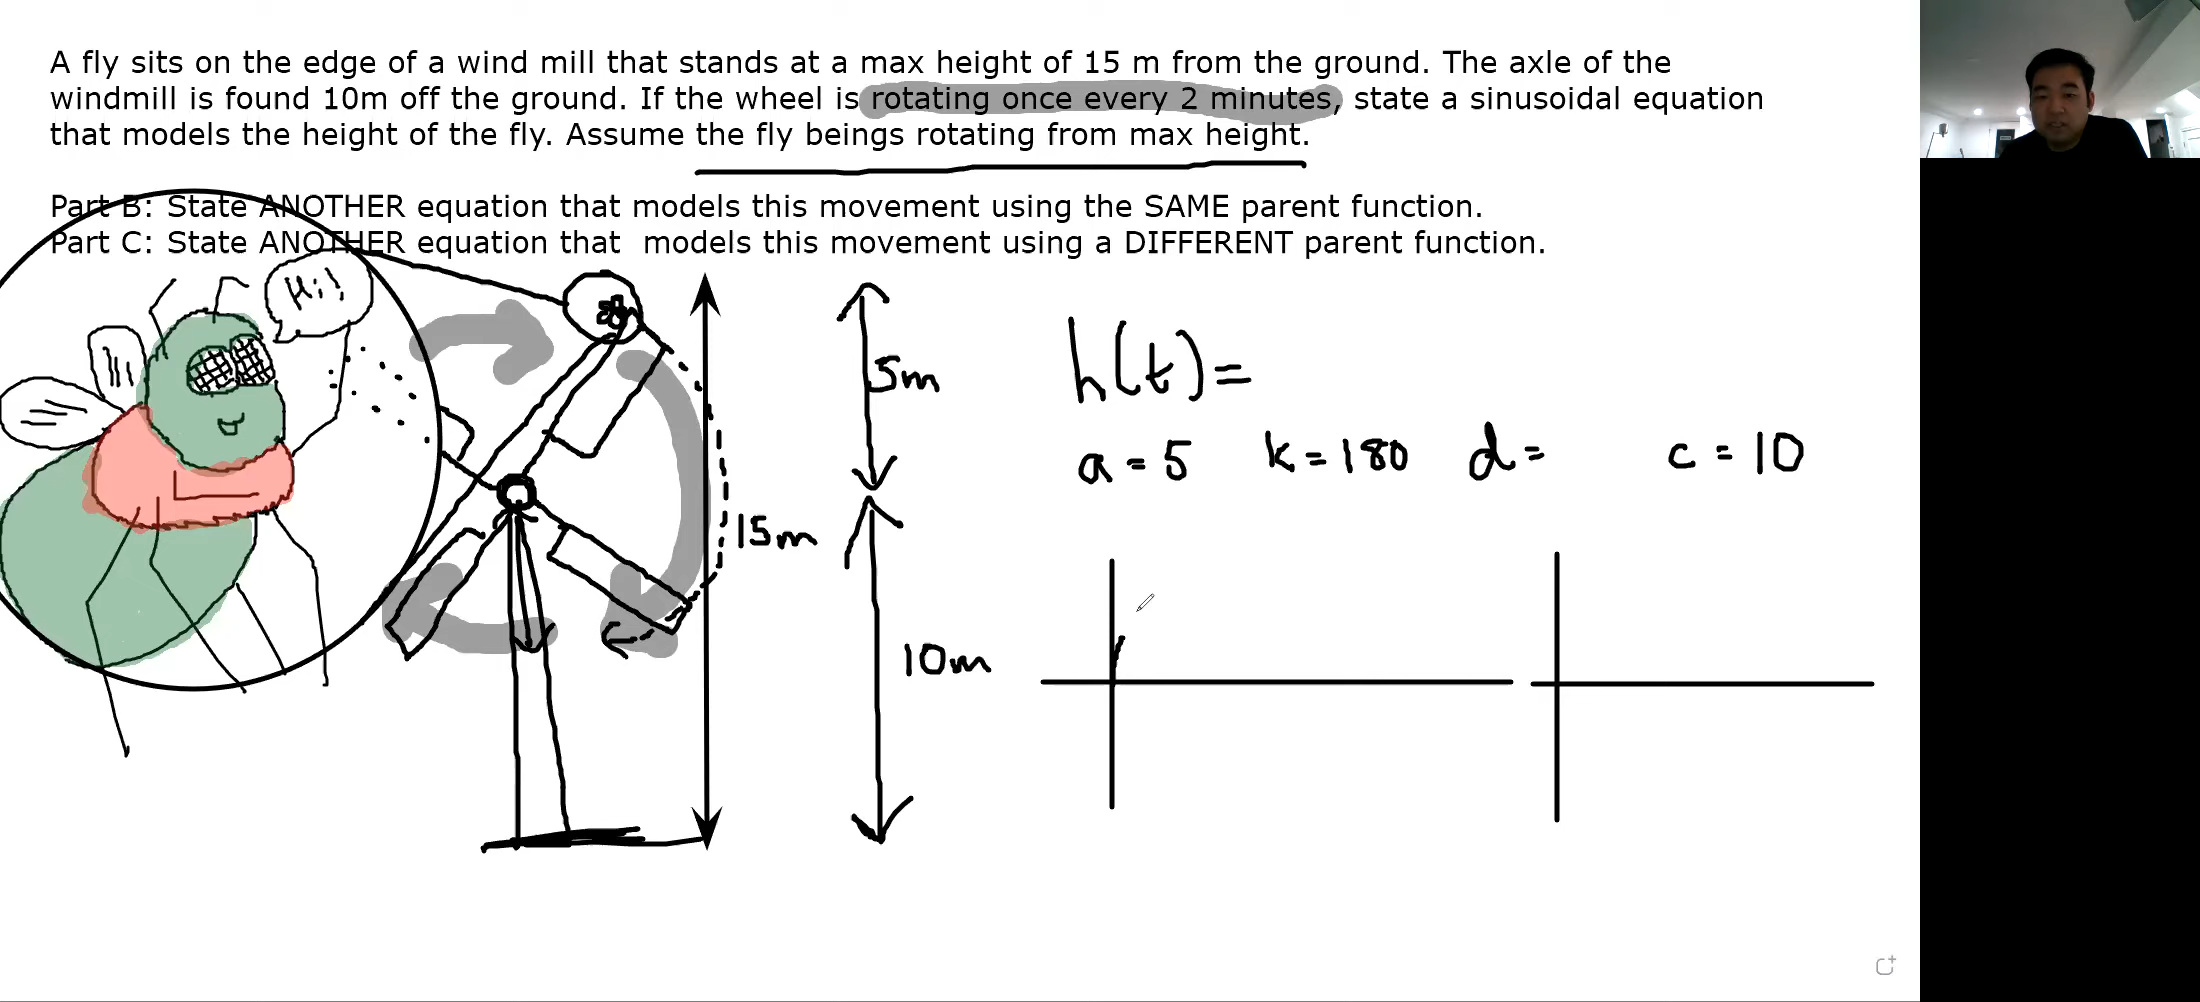 A fly sits on the edge of a wind mill that stands at a max height of 15 m from the ground. The axle of the
windmill is found 10m off the ground. If the wheel is rotating once every 2 minutes, state a sinusoidal equation
that models the height of the fly. Assume the fly beings rotating from max height.
Part B: State ANOTHER equation that models this movement using the SAME parent function.
Part C: State ANOTHER equation that  models this movement using a DIFFERENT parent function.
Hi!
5m
h(t)=
a = 5 k = 180 d = c = 10
15m
10m